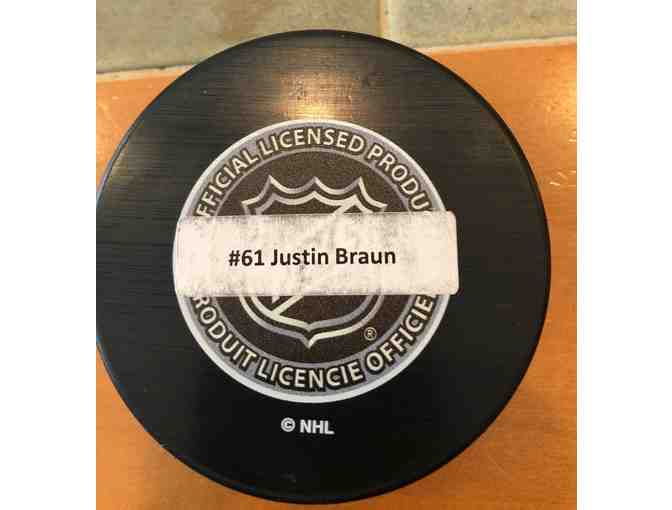 FFICIAL LICENSED PRODU
#61 Justin Braun
RODUIT LICENCIE OFFICIE
®
© NHL